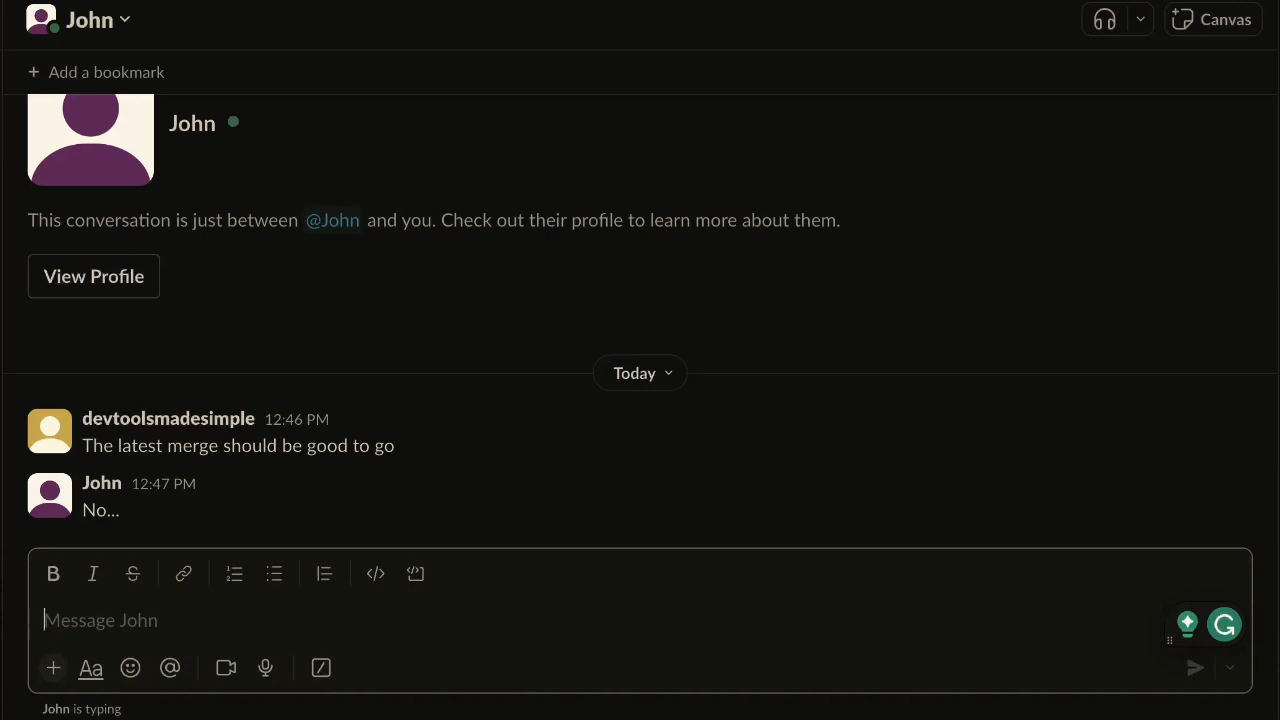 John
Canvas
+ Add a bookmark
John
This conversation is just between @John and you. Check out their profile to learn more about them.
View Profile
Today
devtoolsmadesimple 12:46 PM
The latest merge should be good to go
John 12:47 PM
No...
Message John
Aa
John is typing